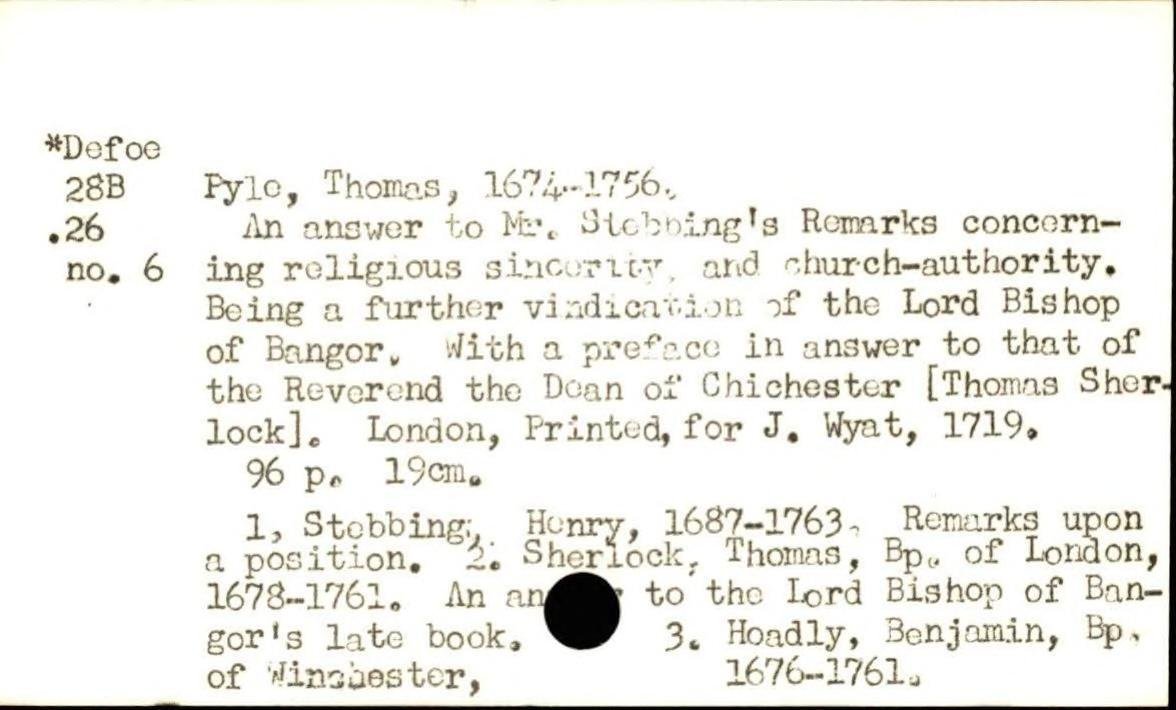 *Defoe
28B Pyle, Thomas, 1674-1756.
.26 An answer to Mr. Stebbing's Remarks concern-
no. 6 ing religious sincerity, and church-authority.
Being a further vindication of the Lord Bishop
of Bangor. With a preface in answer to that of
the Reverend the Dean of Chichester [Thomas Sher-
lock]. London, Printed, for J. Wyat, 1719.
96 p. 19cm.
1, Stebbing, Henry, 1687-1763. Remarks upon
a position. 2. Sherlock, Thomas, Bp. of London,
1678-1761. An to the Lord Bishop of Ban-
gor's late book. 3. Hoadly, Benjamin, Bp.
of Winchester, 1676-1761.